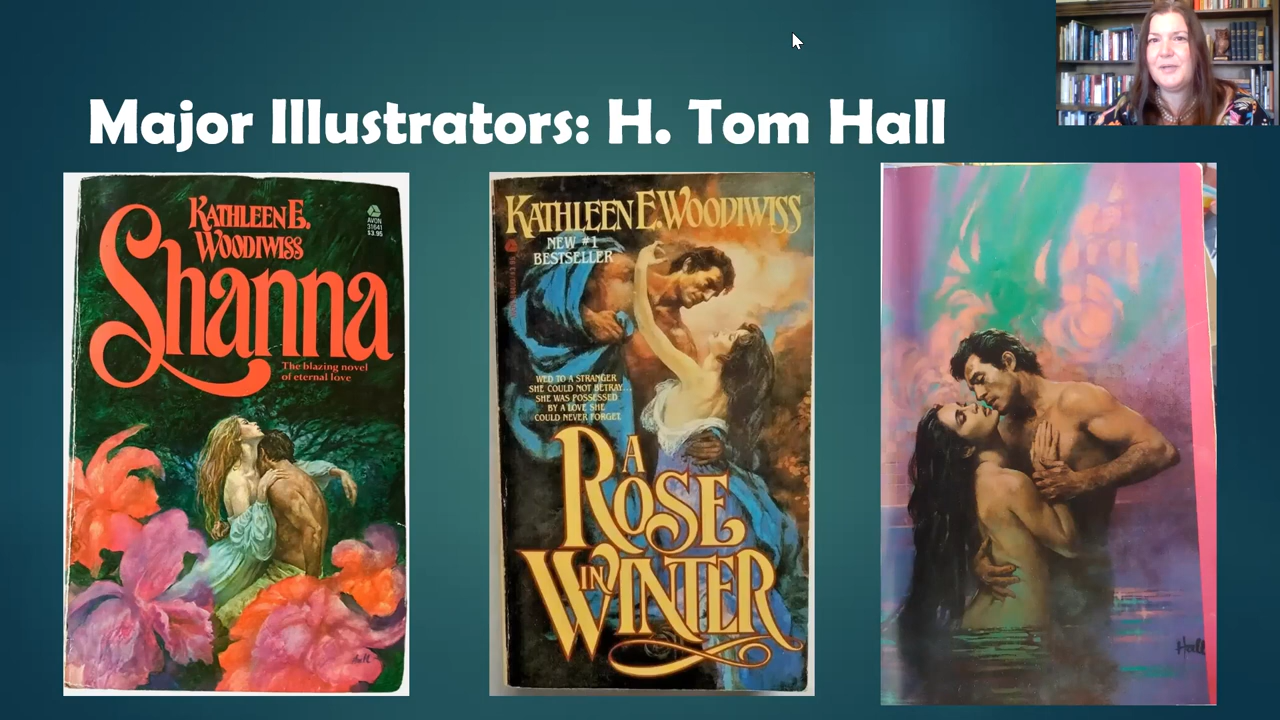 Major Illustrators: H. Tom Hall
KATHLEEN E.
WOODIWISS
Shanna
The blazing novel
of eternal love
AVON
31641
$3.95
Hall
KATHLEEN E. WOODIWISS
NEW #1
BESTSELLER
WED TO A STRANGER
SHE COULD NOT BETRAY...
SHE WAS POSSESSED
BY A LOVE SHE
COULD NEVER FORGET.
A
ROSE
IN
WINTER
Hall